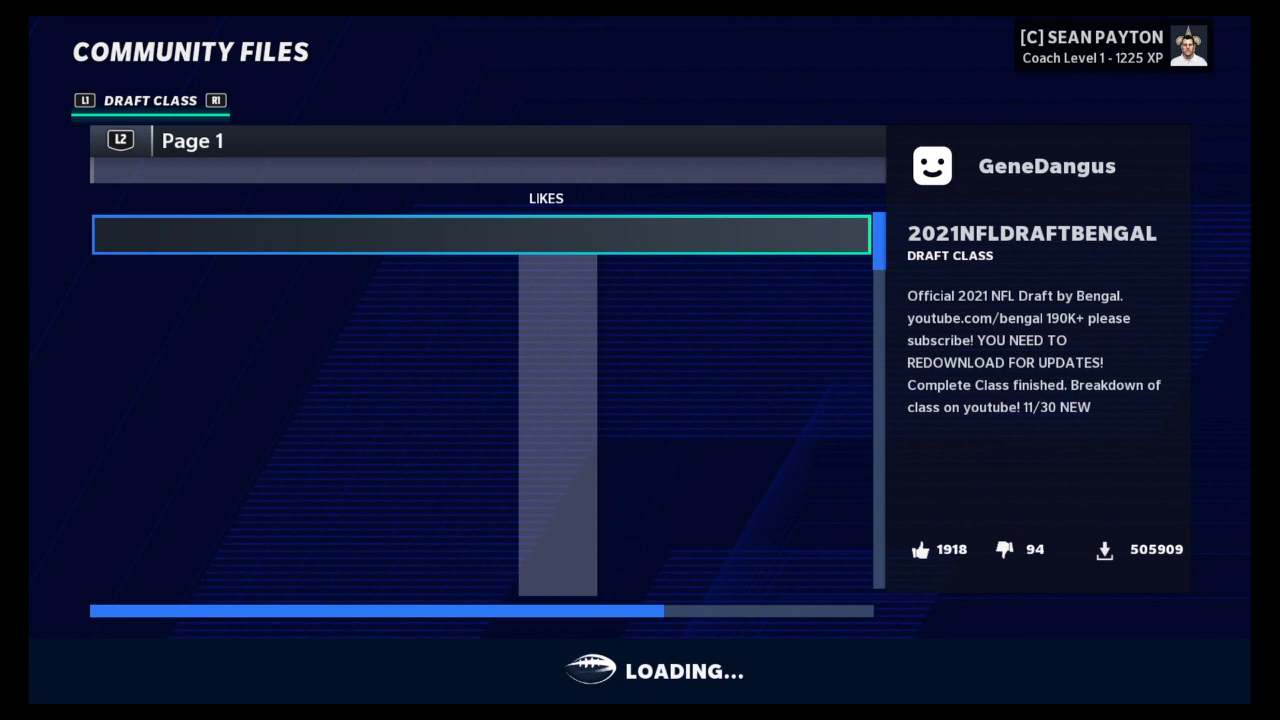 COMMUNITY FILES
[C] SEAN PAYTON
Coach Level 1 - 1225 XP
L1 DRAFT CLASS R1
L2 Page 1
LIKES
GeneDangus
2021NFLDRAFTBENGAL
DRAFT CLASS
Official 2021 NFL Draft by Bengal.
youtube.com/bengal 190K+ please
subscribe! YOU NEED TO
REDOWNLOAD FOR UPDATES!
Complete Class finished. Breakdown of
class on youtube! 11/30 NEW
1918 94 505909
LOADING...